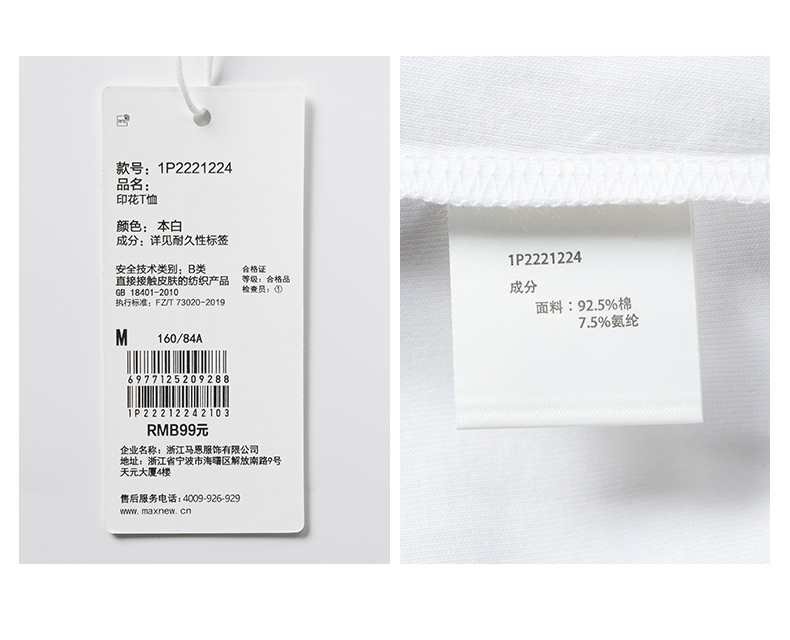 款号：1P2221224
品名：
印花T恤
颜色：本白
成分：详见耐久性标签
安全技术类别：B类
直接接触皮肤的纺织产品
GB 18401-2010
执行标准：FZ/T 73020-2019
合格证
等级：合格品
检查员：①
M 160/84A
6977125209288
1P22212242103
RMB99元
企业名称：浙江马恩服饰有限公司
地址：浙江省宁波市海曙区解放南路9号
天元大厦4楼
售后服务电话：4009-926-929
www.maxnew.cn
1P2221224
成分
面料：92.5%棉
7.5%氨纶